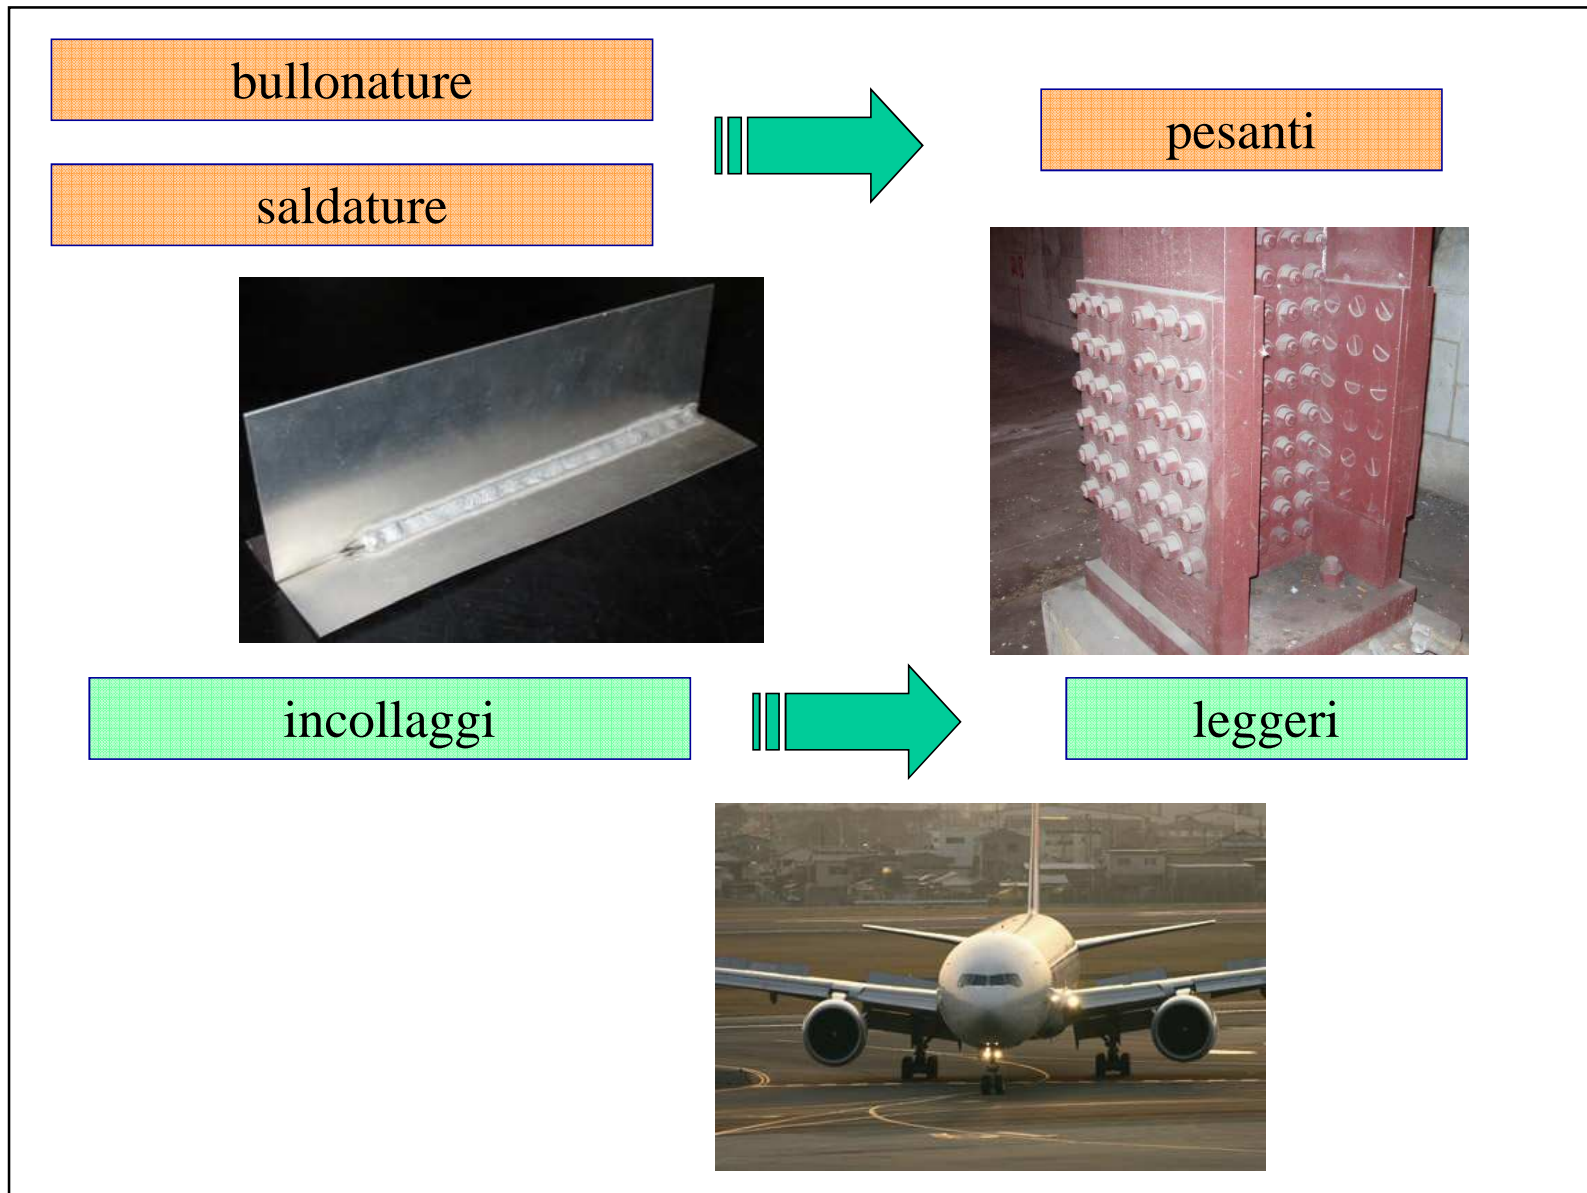 bullonature
saldature
pesanti
incollaggi
leggeri